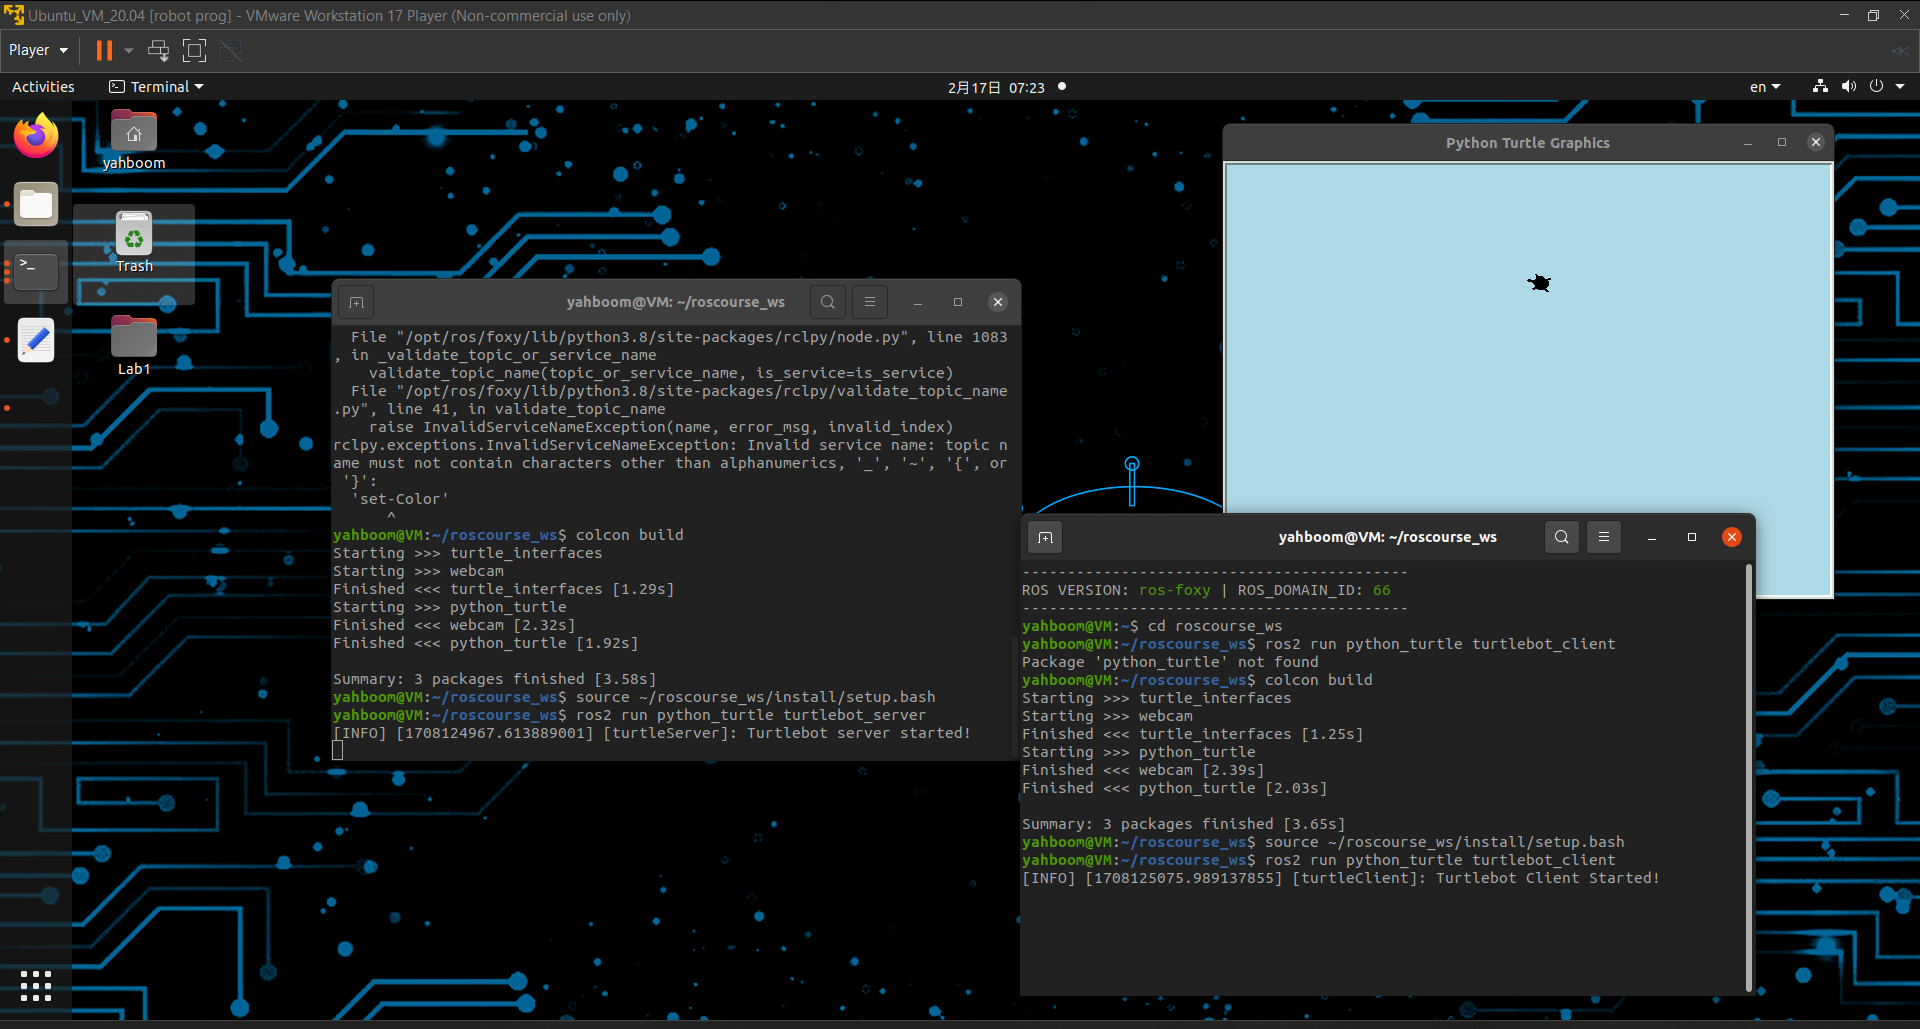 Ubuntu_VM_20.04 [robot prog] - VMware Workstation 17 Player (Non-commercial use only)
Player
Activities
Terminal
2月17日 07:23
en
yahboom
Trash
Lab1
Python Turtle Graphics
yahboom@VM: ~/roscourse_ws
File "/opt/ros/foxy/lib/python3.8/site-packages/rclpy/node.py", line 1083
, in _validate_topic_or_service_name
validate_topic_name(topic_or_service_name, is_service=is_service)
File "/opt/ros/foxy/lib/python3.8/site-packages/rclpy/validate_topic_name
.py", line 41, in validate_topic_name
raise InvalidServiceNameException(name, error_msg, invalid_index)
rclpy.exceptions.InvalidServiceNameException: Invalid service name: topic n
ame must not contain characters other than alphanumerics, '_', '~', '{', or
'}':
'set-Color'
^
yahboom@VM:~/roscourse_ws$ colcon build
Starting >>> turtle_interfaces
Starting >>> webcam
Finished <<< turtle_interfaces [1.29s]
Starting >>> python_turtle
Finished <<< webcam [2.32s]
Finished <<< python_turtle [1.92s]
Summary: 3 packages finished [3.58s]
yahboom@VM:~/roscourse_ws$ source ~/roscourse_ws/install/setup.bash
yahboom@VM:~/roscourse_ws$ ros2 run python_turtle turtlebot_server
[INFO] [1708124967.613889001] [turtleServer]: Turtlebot server started!
yahboom@VM: ~/roscourse_ws
-------------------------------------------
ROS VERSION: ros-foxy | ROS_DOMAIN_ID: 66
-------------------------------------------
yahboom@VM:~$ cd roscourse_ws
yahboom@VM:~/roscourse_ws$ ros2 run python_turtle turtlebot_client
Package 'python_turtle' not found
yahboom@VM:~/roscourse_ws$ colcon build
Starting >>> turtle_interfaces
Starting >>> webcam
Finished <<< turtle_interfaces [1.25s]
Starting >>> python_turtle
Finished <<< webcam [2.39s]
Finished <<< python_turtle [2.03s]
Summary: 3 packages finished [3.65s]
yahboom@VM:~/roscourse_ws$ source ~/roscourse_ws/install/setup.bash
yahboom@VM:~/roscourse_ws$ ros2 run python_turtle turtlebot_client
[INFO] [1708125075.989137855] [turtleClient]: Turtlebot Client Started!